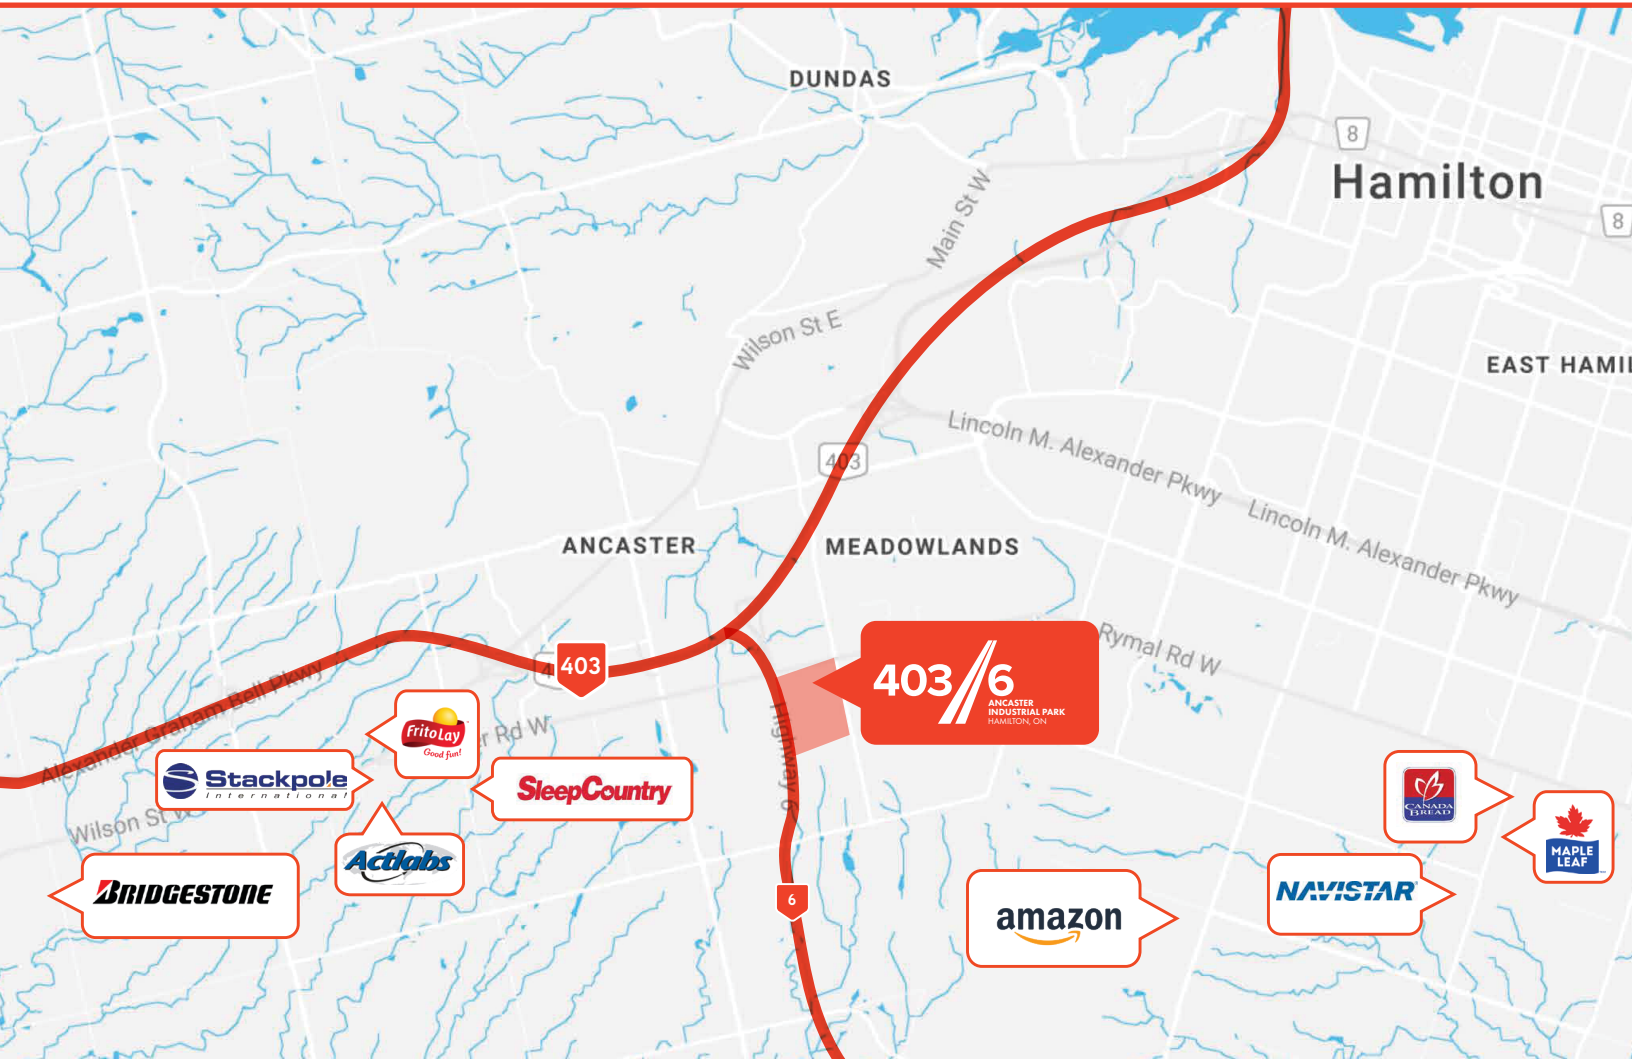 DUNDAS
8
Hamilton
8
Main St W
Wilson St E
EAST HAMIL
Lincoln M. Alexander Pkwy
403
Lincoln M. Alexander Pkwy
ANCASTER
MEADOWLANDS
Rymal Rd W
403
403/6
ANCASTER
INDUSTRIAL PARK
HAMILTON, ON
Alexander Graham Bell Pkwy
Highway 6
Rd W
FritoLay
Good fun!
Stackpole
International
SleepCountry
Wilson St W
Actlabs
BRIDGESTONE
6
amazon
NAVISTAR
CANADA
BREAD
MAPLE
LEAF